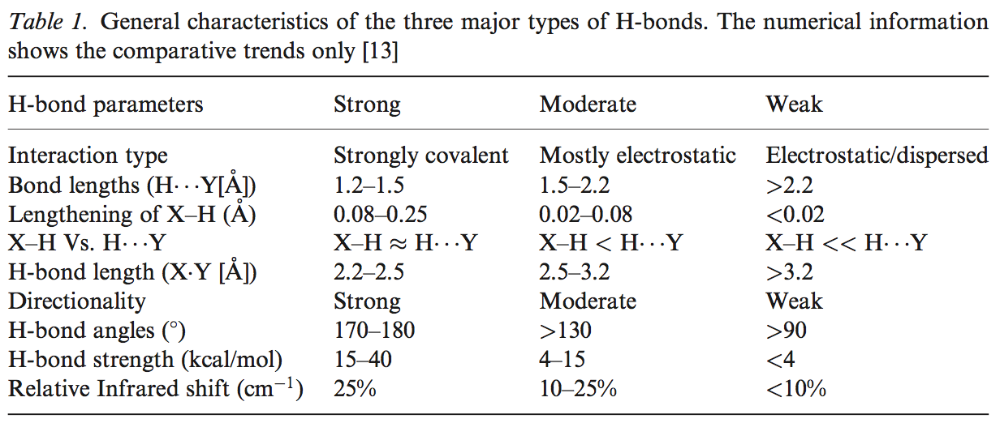 Table 1. General characteristics of the three major types of H-bonds. The numerical information
shows the comparative trends only [13]
H-bond parameters Strong Moderate Weak
Interaction type Strongly covalent Mostly electrostatic Electrostatic/dispersed
Bond lengths (H···Y[Å]) 1.2–1.5 1.5–2.2 >2.2
Lengthening of X–H (Å) 0.08–0.25 0.02–0.08 <0.02
X–H Vs. H···Y X–H ≈ H···Y X–H < H···Y X–H << H···Y
H-bond length (X·Y [Å]) 2.2–2.5 2.5–3.2 >3.2
Directionality Strong Moderate Weak
H-bond angles (°) 170–180 >130 >90
H-bond strength (kcal/mol) 15–40 4–15 <4
Relative Infrared shift (cm⁻¹) 25% 10–25% <10%